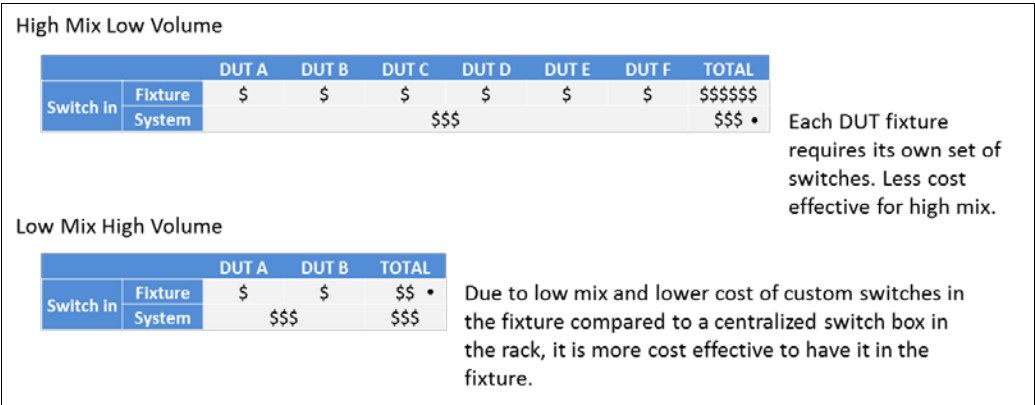 High Mix Low Volume
DUT A DUT B DUT C DUT D DUT E DUT F TOTAL
Switch in Fixture $ $ $ $ $ $ $$$$$$
System $$$ $$$ •
Each DUT fixture
requires its own set of
switches. Less cost
effective for high mix.
Low Mix High Volume
DUT A DUT B TOTAL
Switch in Fixture $ $ $$ •
System $$$ $$$
Due to low mix and lower cost of custom switches in
the fixture compared to a centralized switch box in
the rack, it is more cost effective to have it in the
fixture.